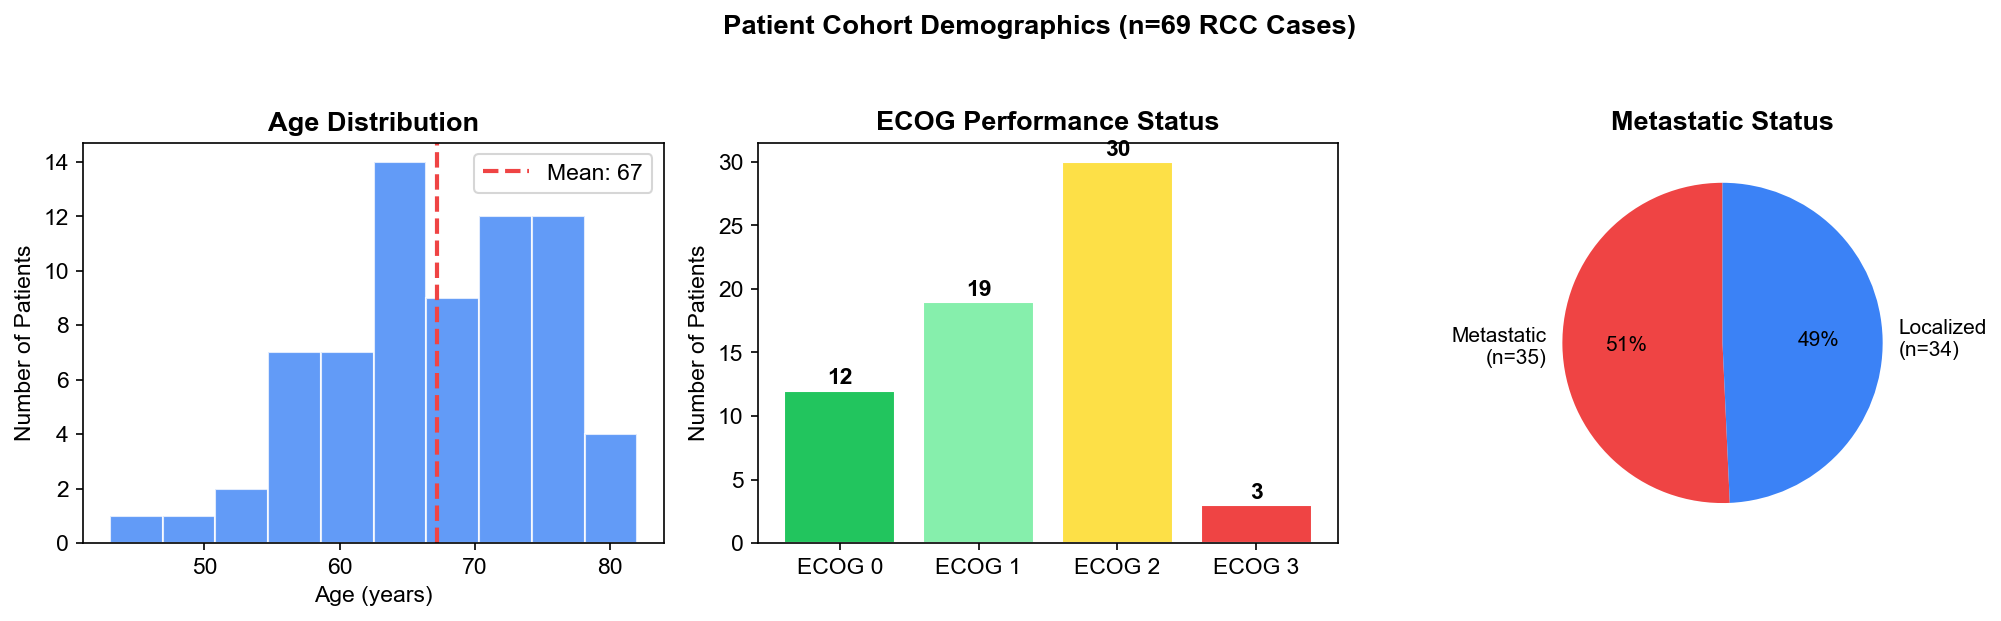 Patient Cohort Demographics (n=69 RCC Cases)
Age Distribution
Mean: 67
Number of Patients
14
12
10
8
6
4
2
0
50 60 70 80
Age (years)
ECOG Performance Status
Number of Patients
30
25
20
15
10
5
0
12
19
30
3
ECOG 0 ECOG 1 ECOG 2 ECOG 3
Metastatic Status
Metastatic
(n=35)
51%
49%
Localized
(n=34)